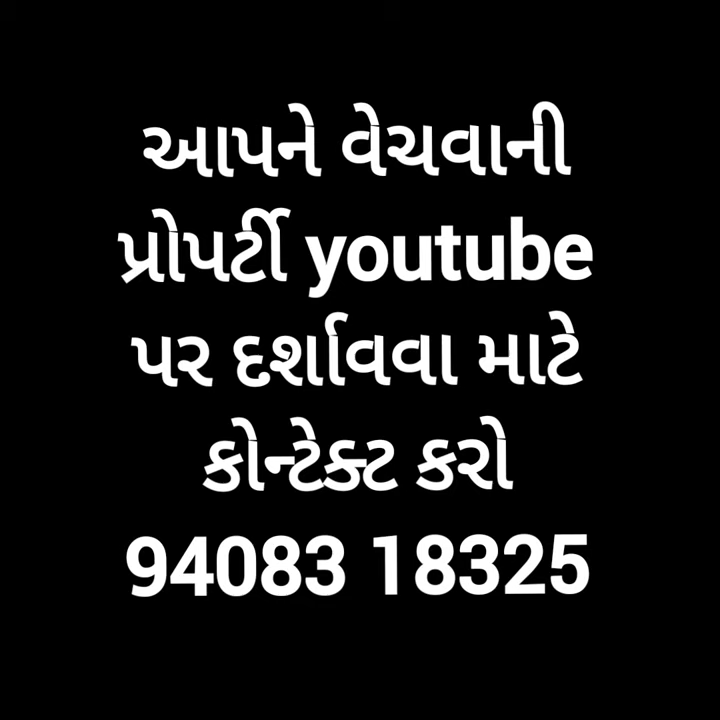 આપને વેચવાની
પ્રોપર્ટી youtube
પર દર્શાવવા માટે
કોન્ટેક્ટ કરો
94083 18325